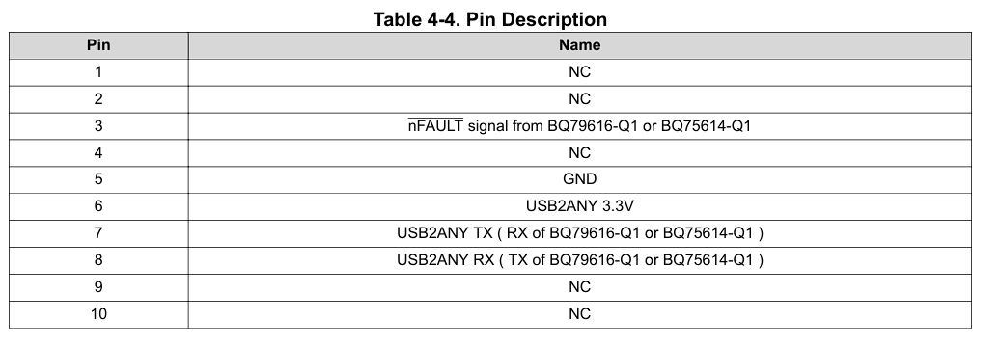 Table 4-4. Pin Description
Pin Name
1 NC
2 NC
3 nFAULT signal from BQ79616-Q1 or BQ75614-Q1
4 NC
5 GND
6 USB2ANY 3.3V
7 USB2ANY TX ( RX of BQ79616-Q1 or BQ75614-Q1 )
8 USB2ANY RX ( TX of BQ79616-Q1 or BQ75614-Q1 )
9 NC
10 NC